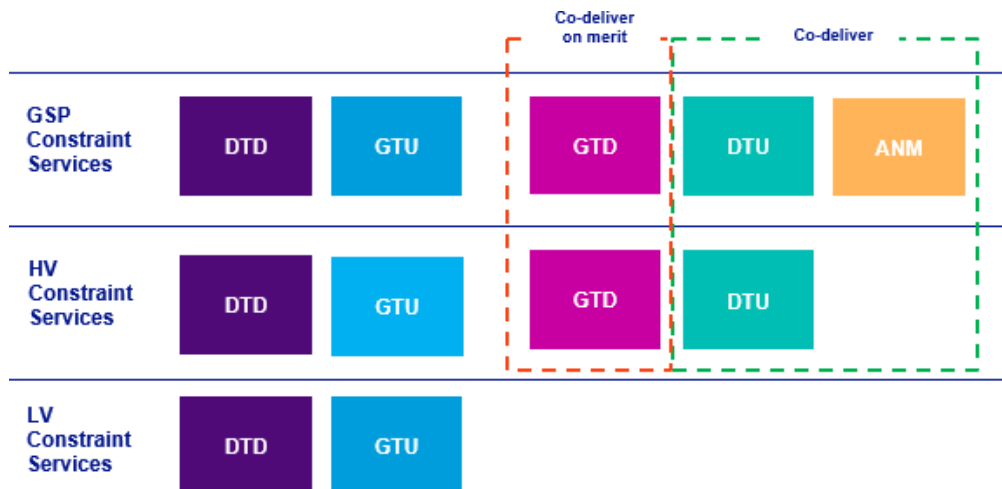 Co-deliver
on merit
Co-deliver
GSP
Constraint
Services
DTD
GTU
GTD
DTU
ANM
HV
Constraint
Services
DTD
GTU
GTD
DTU
LV
Constraint
Services
DTD
GTU